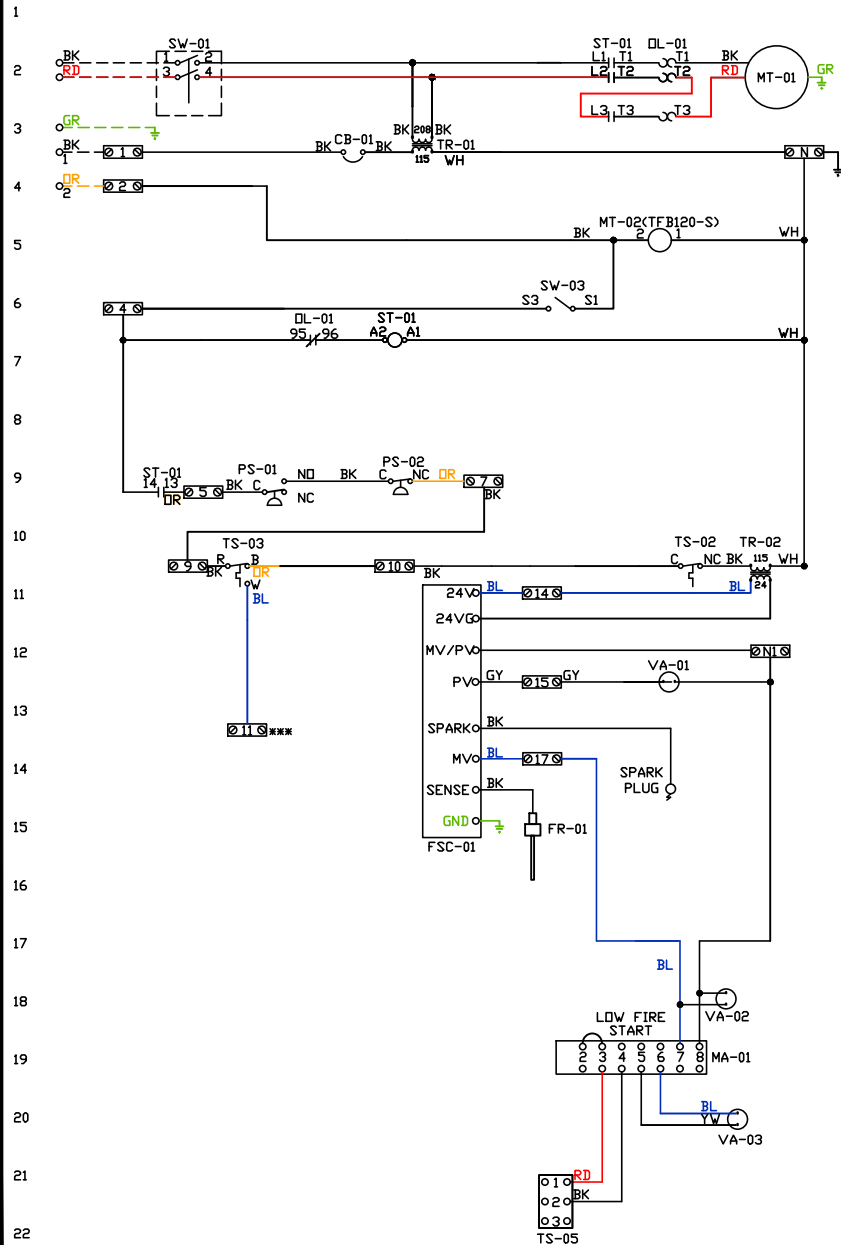 1
SW-01 ST-01 OL-01
BK 1 2 L1 T1 T1 BK
2 RD 3 4 L2 T2 T2 RD MT-01 GR
L3 T3 T3
3 GR
BK 208 BK
BK 1 1 BK CB-01 BK TR-01 N
115 WH
4 OR 2 2
MT-02(TFB120-S)
5 BK 2 1 WH
SW-03
6 4 S3 S1
OL-01 ST-01
95 96 A2 A1 WH
7
8
ST-01 PS-01 PS-02
9 14 13 OR 5 BK C NO BK C NC OR 7
NC BK
10
TS-03 TS-02 TR-02
9 BK R B OR 10 BK C NC BK 115 WH
W
11 BL 24V BL 14 BL 24
24VG
12 MV/PV N1
PV GY 15 GY VA-01
13 SPARK BK
11 ***
14 MV BL 17
SPARK
PLUG
SENSE BK
15 GND FR-01
FSC-01
16
17
BL
18 VA-02
LOW FIRE
START
19 2 3 4 5 6 7 8 MA-01
20 BL
YW
VA-03
21 1 RD
2 BK
3
22 TS-05